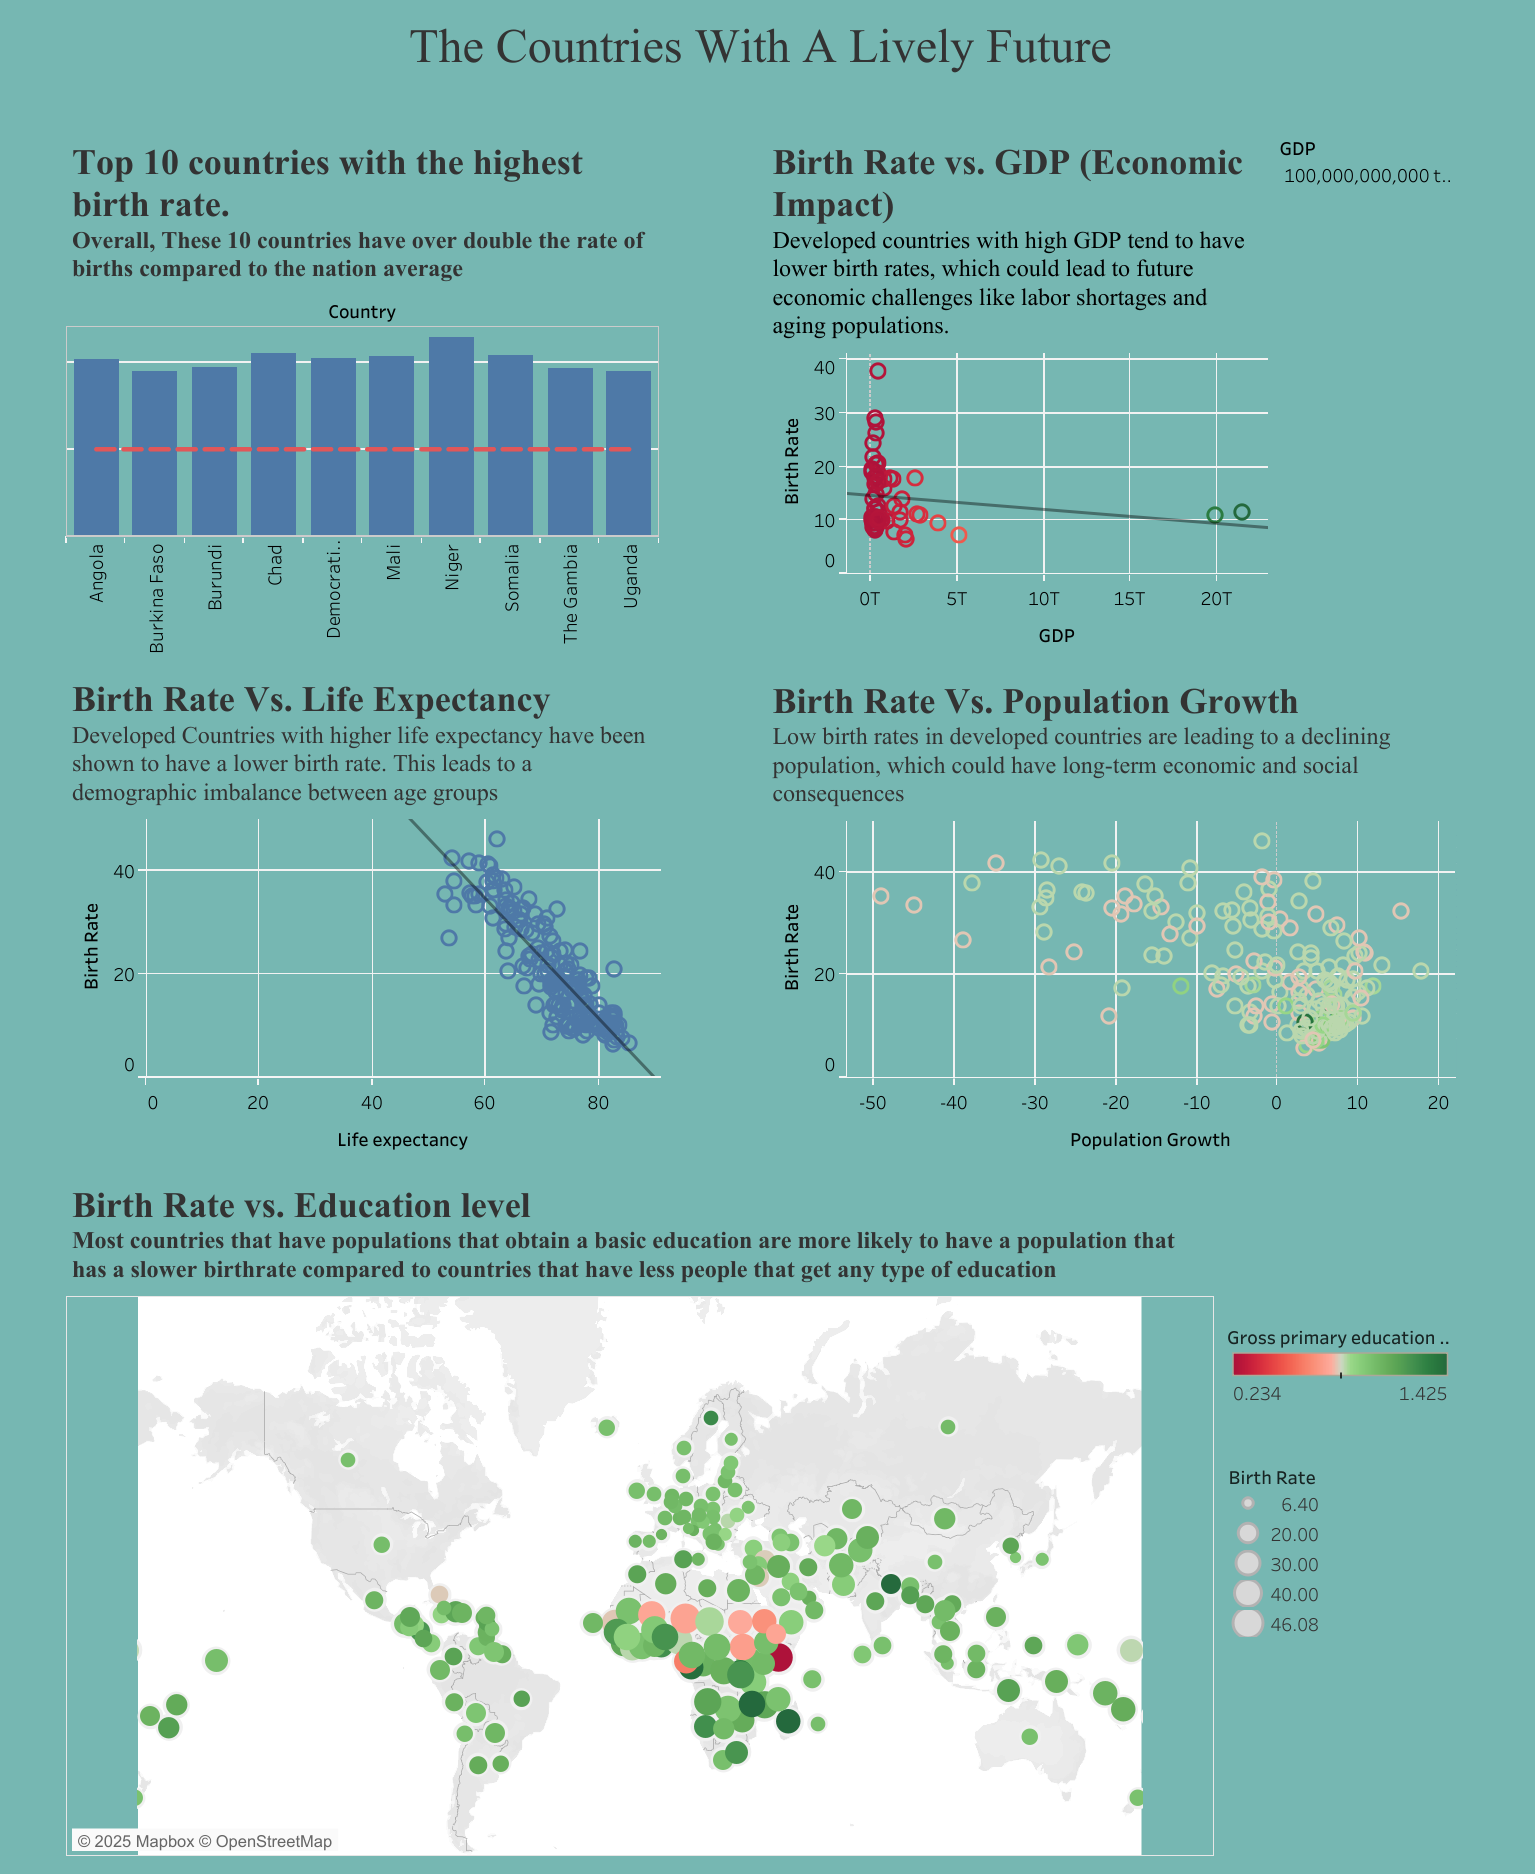 The Countries With A Lively Future
Top 10 countries with the highest
birth rate.
Overall, These 10 countries have over double the rate of
births compared to the nation average
Country
Angola
Burkina Faso
Burundi
Chad
Democrati..
Mali
Niger
Somalia
The Gambia
Uganda
Birth Rate vs. GDP (Economic
Impact)
Developed countries with high GDP tend to have
lower birth rates, which could lead to future
economic challenges like labor shortages and
aging populations.
GDP
100,000,000,000 t..
Birth Rate
40
30
20
10
0
0T 5T 10T 15T 20T
GDP
Birth Rate Vs. Life Expectancy
Developed Countries with higher life expectancy have been
shown to have a lower birth rate. This leads to a
demographic imbalance between age groups
Birth Rate
40
20
0
0 20 40 60 80
Life expectancy
Birth Rate Vs. Population Growth
Low birth rates in developed countries are leading to a declining
population, which could have long-term economic and social
consequences
Birth Rate
40
20
0
-50 -40 -30 -20 -10 0 10 20
Population Growth
Birth Rate vs. Education level
Most countries that have populations that obtain a basic education are more likely to have a population that
has a slower birthrate compared to countries that have less people that get any type of education
Gross primary education ..
0.234 1.425
Birth Rate
6.40
20.00
30.00
40.00
46.08
© 2025 Mapbox © OpenStreetMap